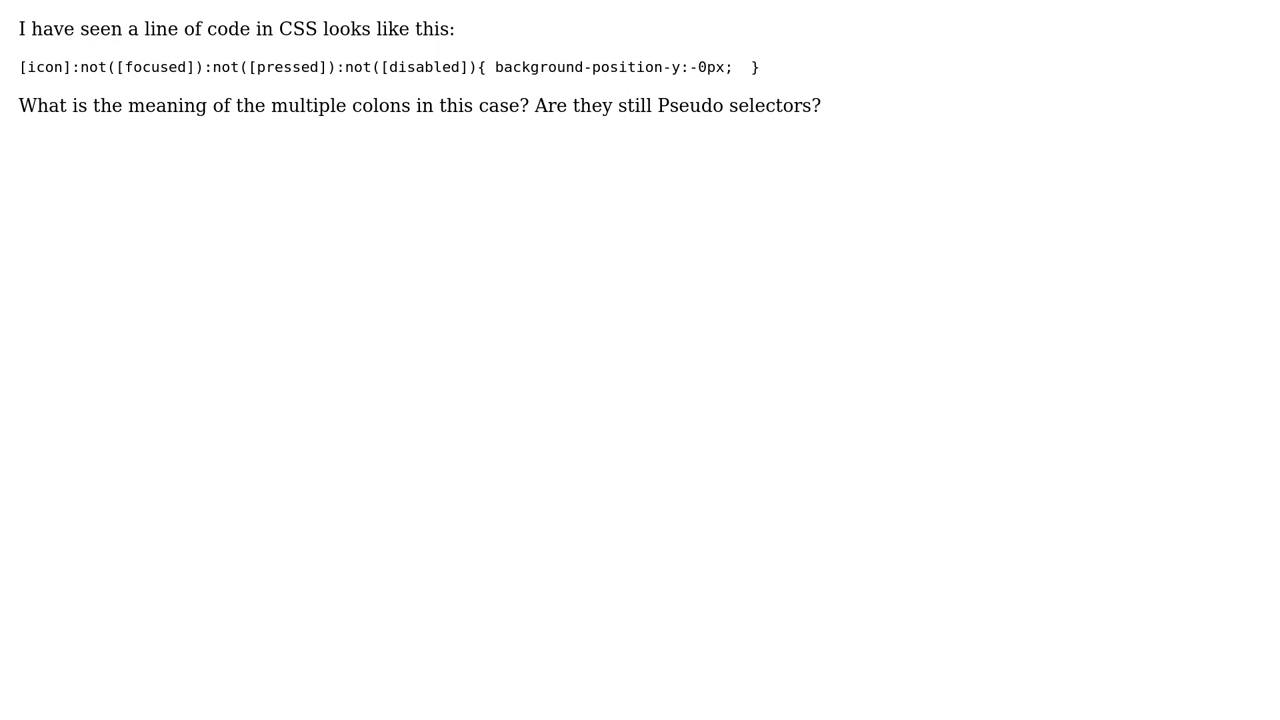 I have seen a line of code in CSS looks like this:
[icon]:not([focused]):not([pressed]):not([disabled]){ background-position-y:-0px;  }
What is the meaning of the multiple colons in this case? Are they still Pseudo selectors?